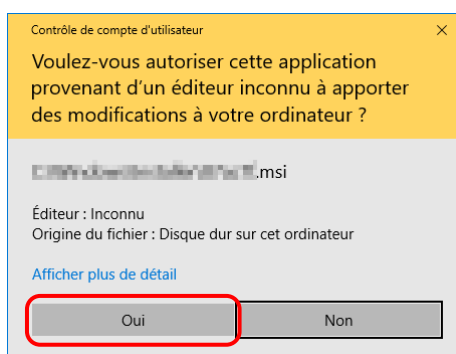 Contrôle de compte d'utilisateur
Voulez-vous autoriser cette application
provenant d'un éditeur inconnu à apporter
des modifications à votre ordinateur ?
.msi
Éditeur : Inconnu
Origine du fichier : Disque dur sur cet ordinateur
Afficher plus de détail
Oui
Non